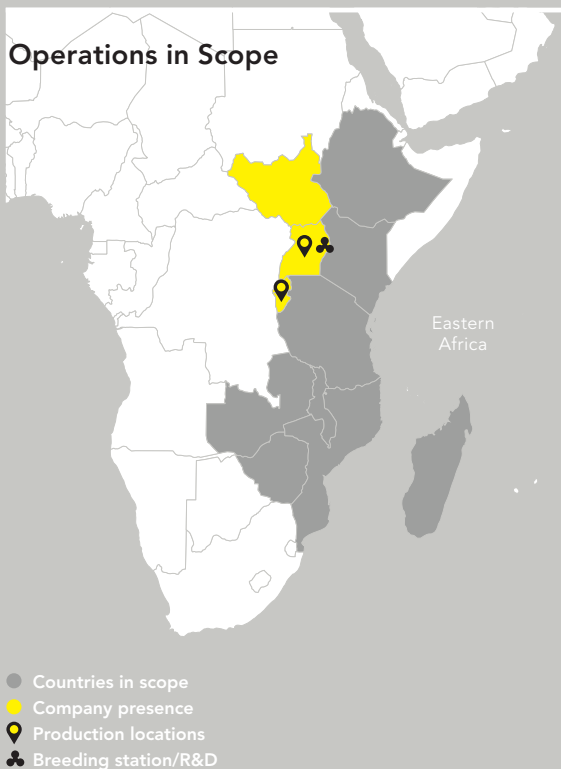 Operations in Scope
Eastern
Africa
Countries in scope
Company presence
Production locations
Breeding station/R&D